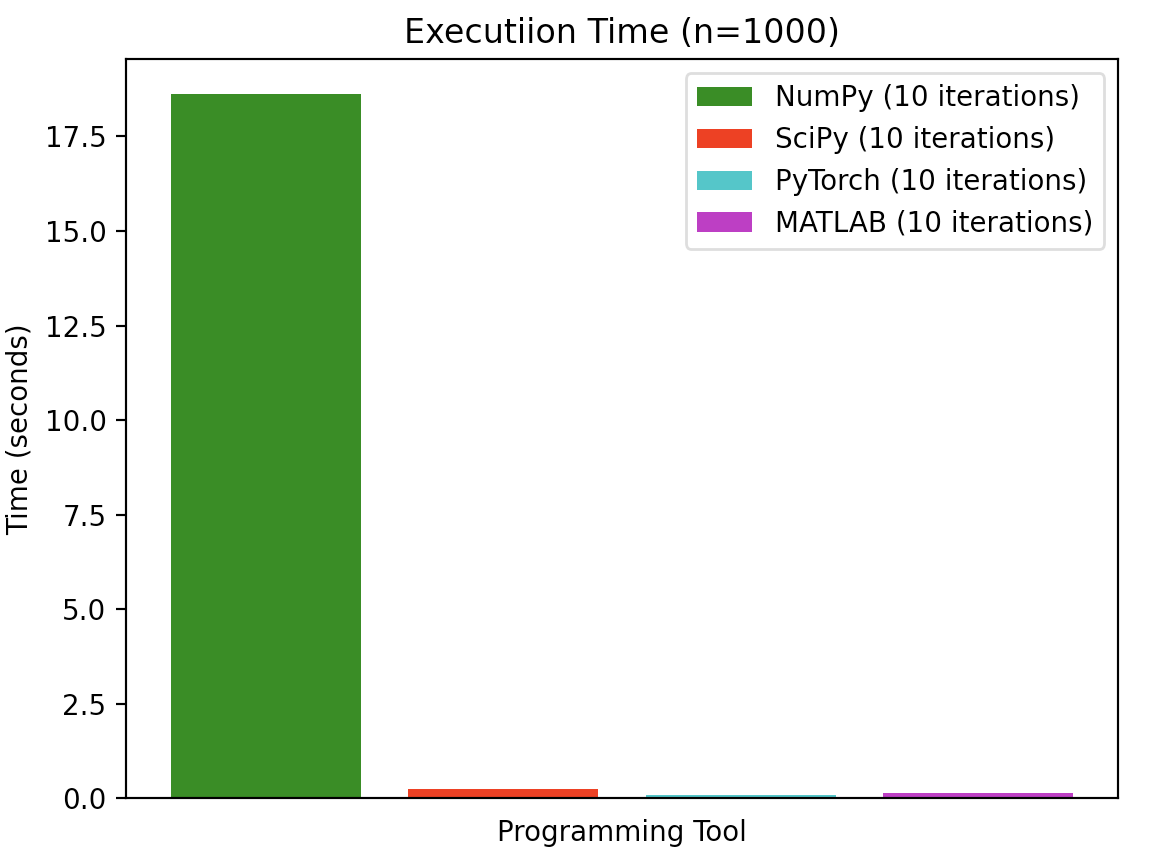 Executiion Time (n=1000)
NumPy (10 iterations)
SciPy (10 iterations)
PyTorch (10 iterations)
MATLAB (10 iterations)
Time (seconds)
17.5
15.0
12.5
10.0
7.5
5.0
2.5
0.0
Programming Tool